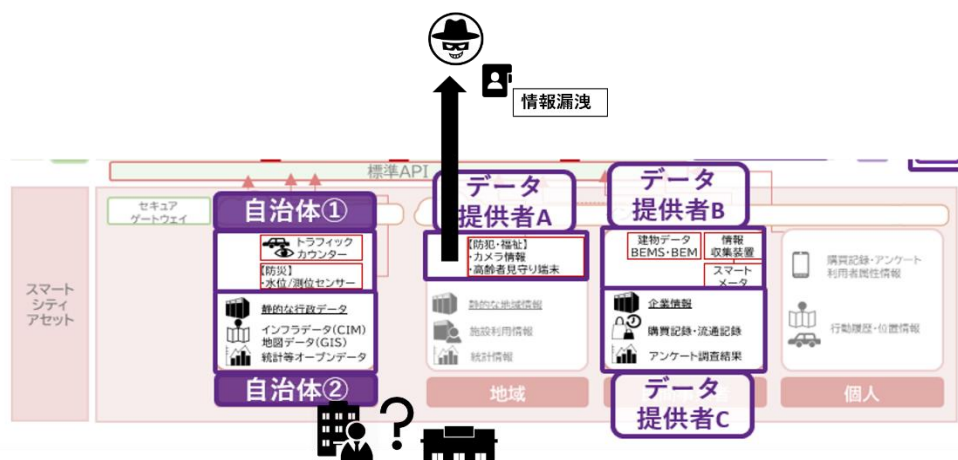 情報漏洩
標準API
セキュア
ゲートウェイ
スマート
シティ
アセット
自治体①
トラフィック
カウンター
【防災】
・水位/測位センサー
静的な行政データ
インフラデータ(CIM)
地図データ(GIS)
統計等オープンデータ
自治体②
?
データ
提供者A
【防犯・福祉】
・カメラ情報
・高齢者見守り端末
静的な地域情報
施設利用情報
統計情報
地域
データ
提供者B
建物データ
BEMS・BEM
情報
収集装置
スマート
メータ
企業情報
購買記録・流通記録
アンケート調査結果
データ
提供者C
購買記録・アンケート
利用者属性情報
行動履歴・位置情報
個人